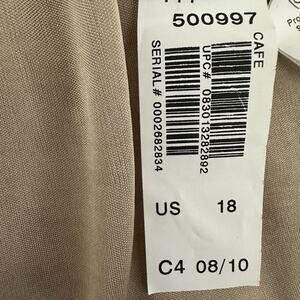 500997
CAFE
UPC# 083013282892
SERIAL# 0002682834
US 18
C4 08/10